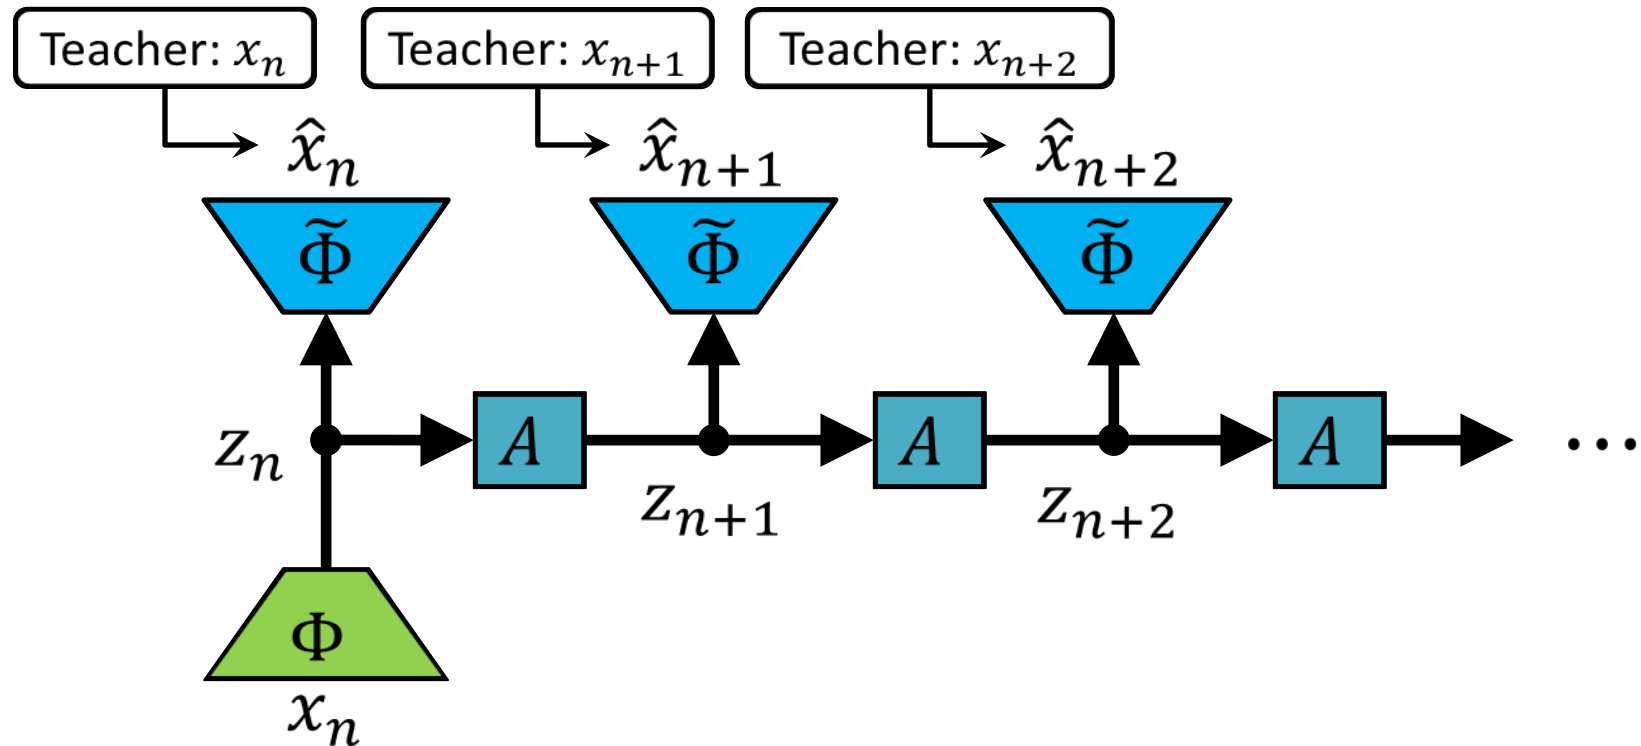 Teacher: xₙ
Teacher: xₙ₊₁
Teacher: xₙ₊₂
x̂ₙ
x̂ₙ₊₁
x̂ₙ₊₂
Φ̃
Φ̃
Φ̃
zₙ
A
zₙ₊₁
A
zₙ₊₂
A
…
Φ
xₙ